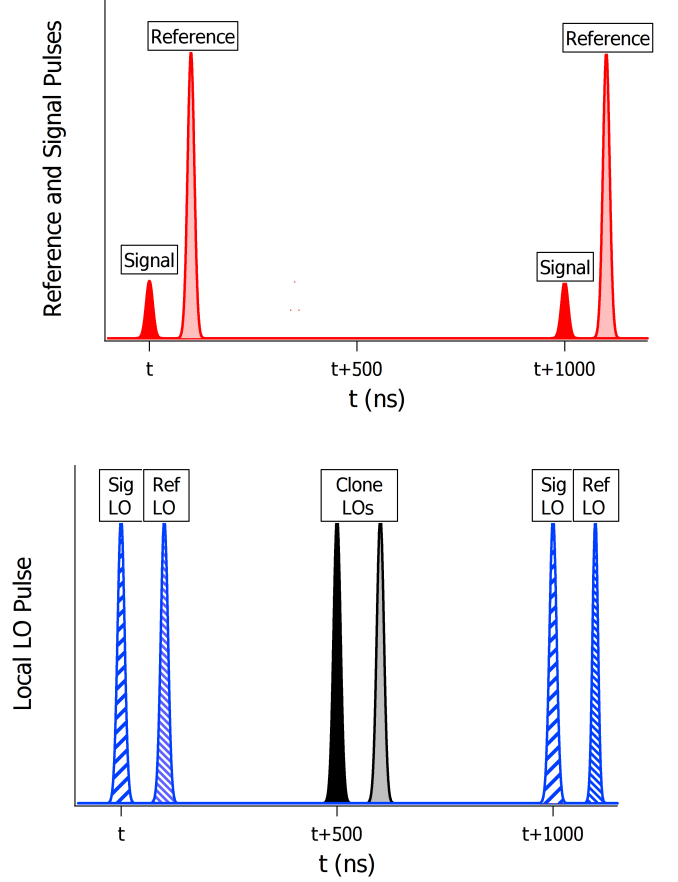 Reference and Signal Pulses
Reference
Reference
Signal
Signal
t
t+500
t+1000
t (ns)
Local LO Pulse
Sig
LO
Ref
LO
Clone
LOs
Sig
LO
Ref
LO
t
t+500
t+1000
t (ns)